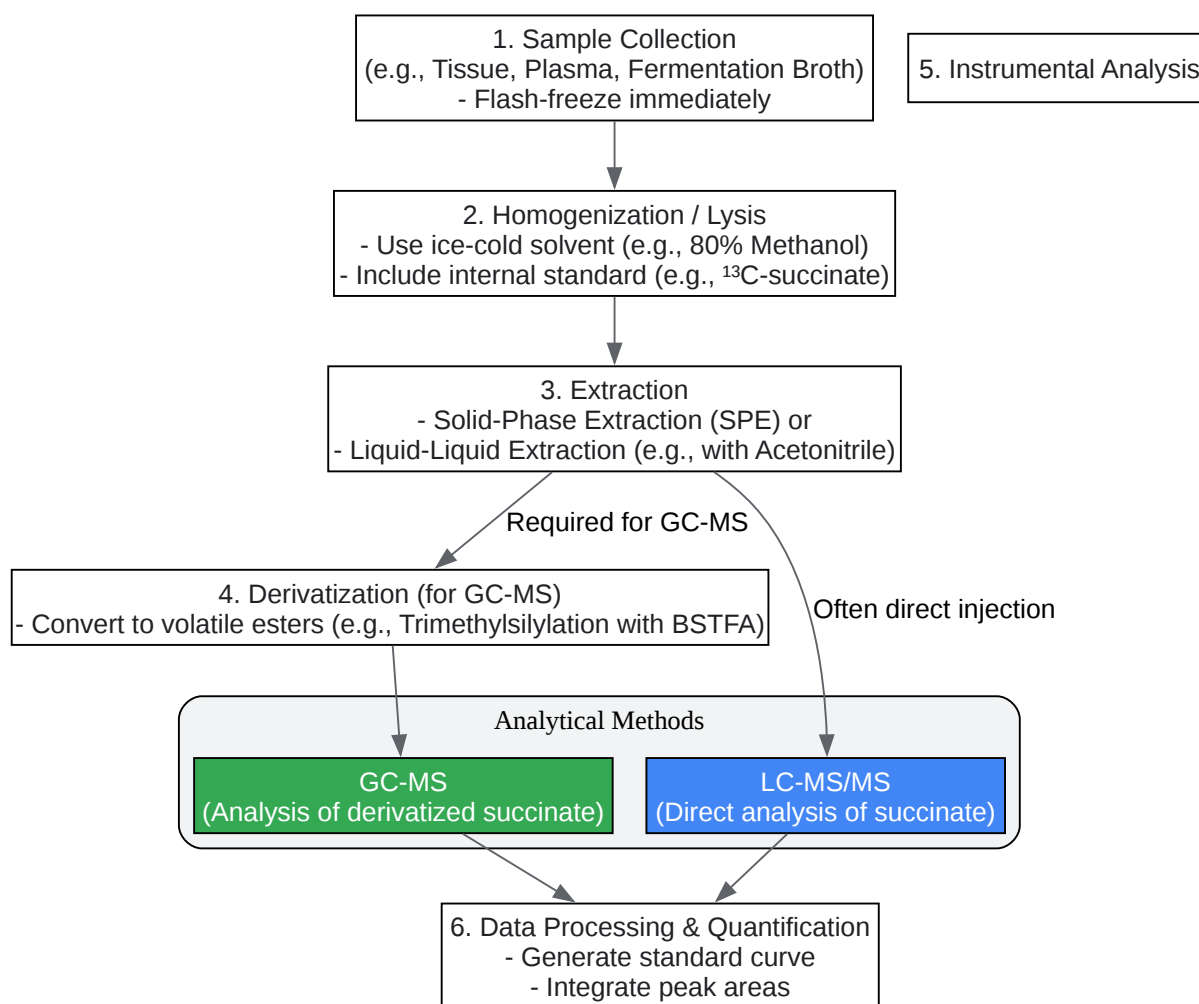 1. Sample Collection
(e.g., Tissue, Plasma, Fermentation Broth)
- Flash-freeze immediately
5. Instrumental Analysis
2. Homogenization / Lysis
- Use ice-cold solvent (e.g., 80% Methanol)
- Include internal standard (e.g., ¹³C-succinate)
3. Extraction
- Solid-Phase Extraction (SPE) or
- Liquid-Liquid Extraction (e.g., with Acetonitrile)
Required for GC-MS
4. Derivatization (for GC-MS)
- Convert to volatile esters (e.g., Trimethylsilylation with BSTFA)
Often direct injection
Analytical Methods
GC-MS
(Analysis of derivatized succinate)
LC-MS/MS
(Direct analysis of succinate)
6. Data Processing & Quantification
- Generate standard curve
- Integrate peak areas